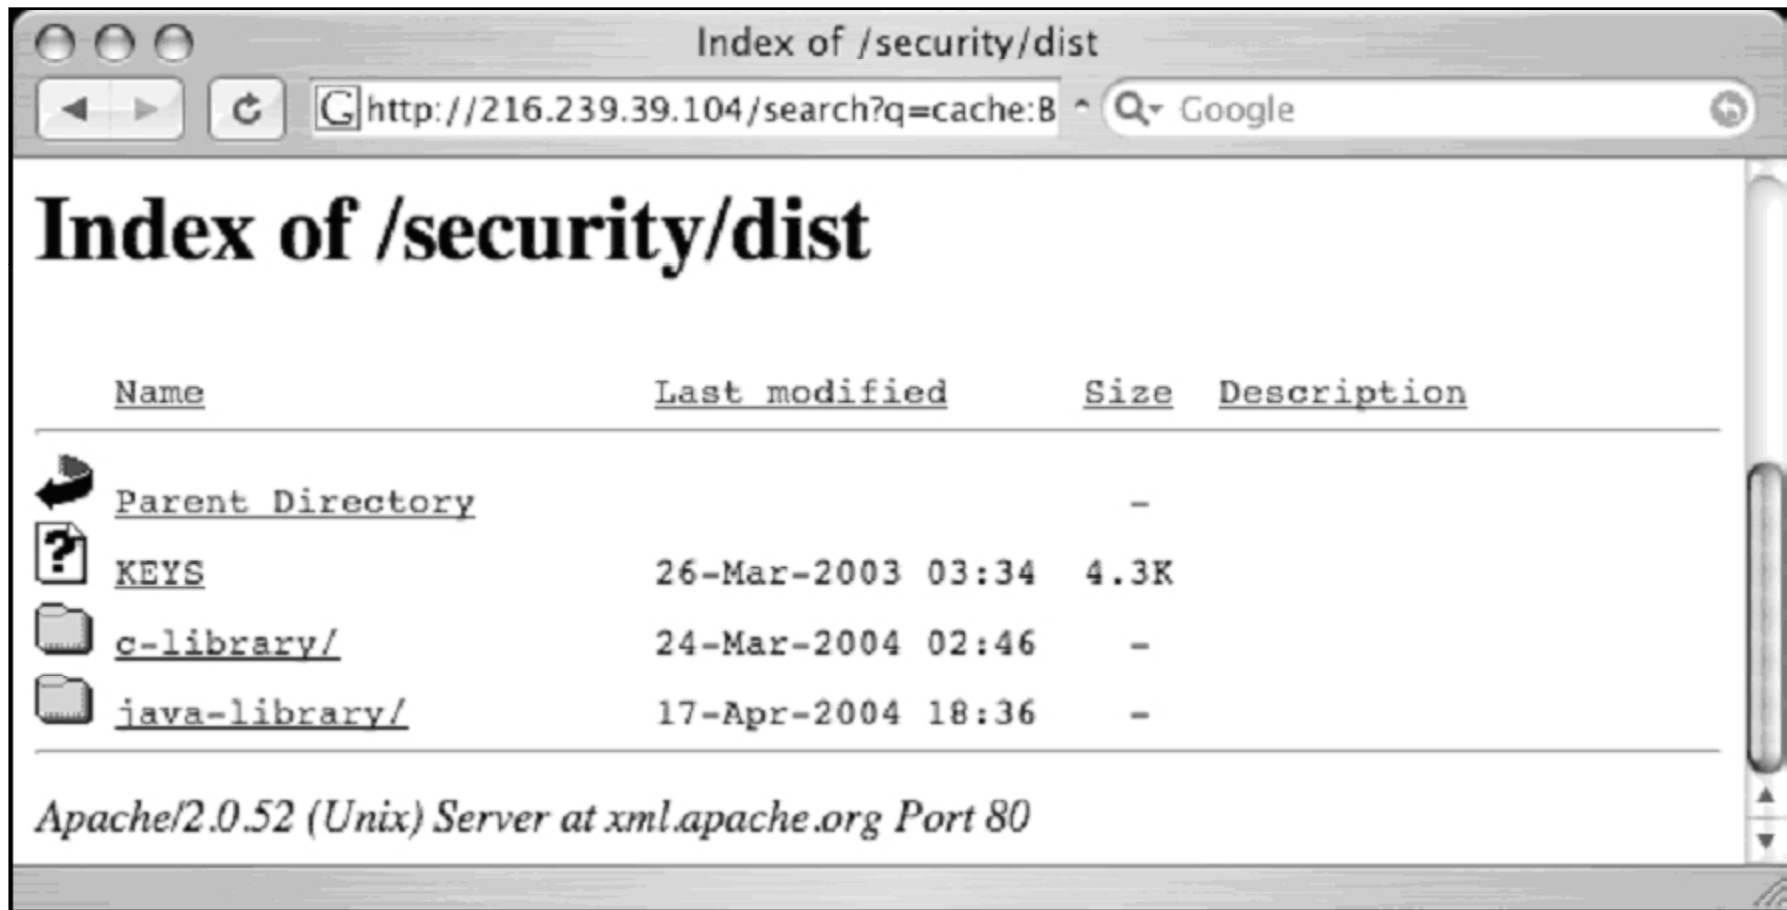 Index of /security/dist
G http://216.239.39.104/search?q=cache:B Google
Index of /security/dist
Name Last modified Size Description
Parent Directory -
? KEYS 26-Mar-2003 03:34 4.3K
c-library/ 24-Mar-2004 02:46 -
java-library/ 17-Apr-2004 18:36 -
Apache/2.0.52 (Unix) Server at xml.apache.org Port 80